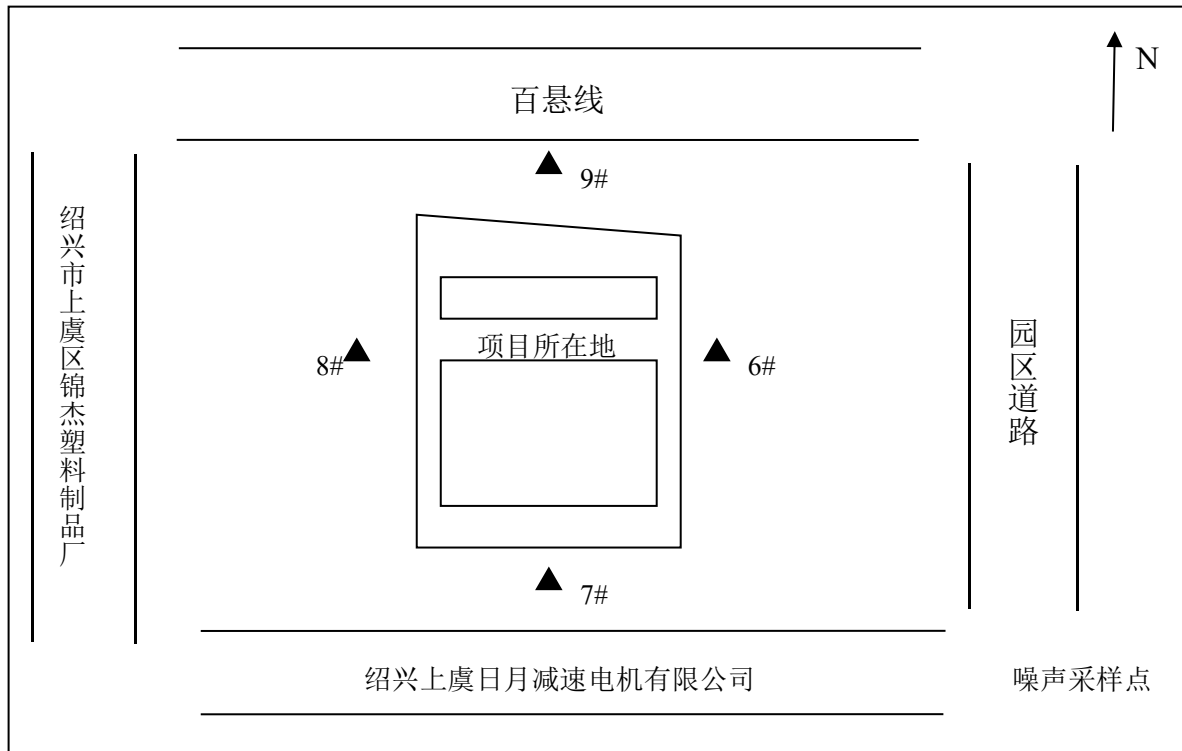 N
百悬线
9#
绍兴市上虞区锦杰塑料制品厂
项目所在地
8#
6#
园区道路
7#
绍兴上虞日月减速电机有限公司
噪声采样点